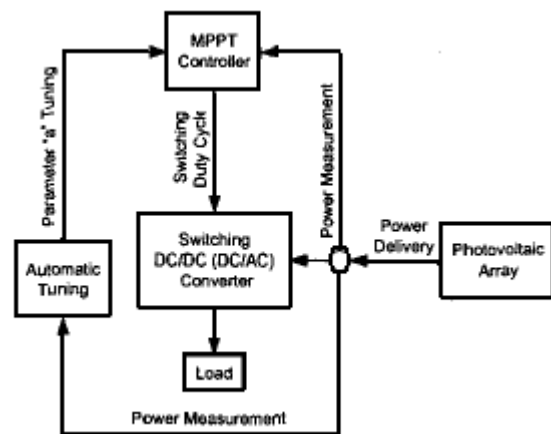 MPPT
Controller
Parameter "a" Tuning
Switching
Duty Cyck
Power Measurement
Switching
DC/DC (DC/AC)
Converter
Power
Delivery
Photovoltaic
Array
Automatic
Tuning
Load
Power Measurement